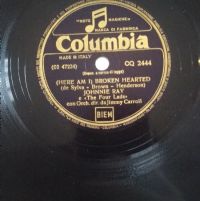 "NOTE
MAGICHE"
MARCA DI FABBRICA
Columbia
MADE IN ITALY
(CO 47234)
CQ 2444
(HERE AM I) BROKEN HEARTED
(de Sylva - Brown - Henderson)
JOHNNIE RAY
e «The Four Lads»
con Orch. dir. da Jimmy Carroll
BIEM